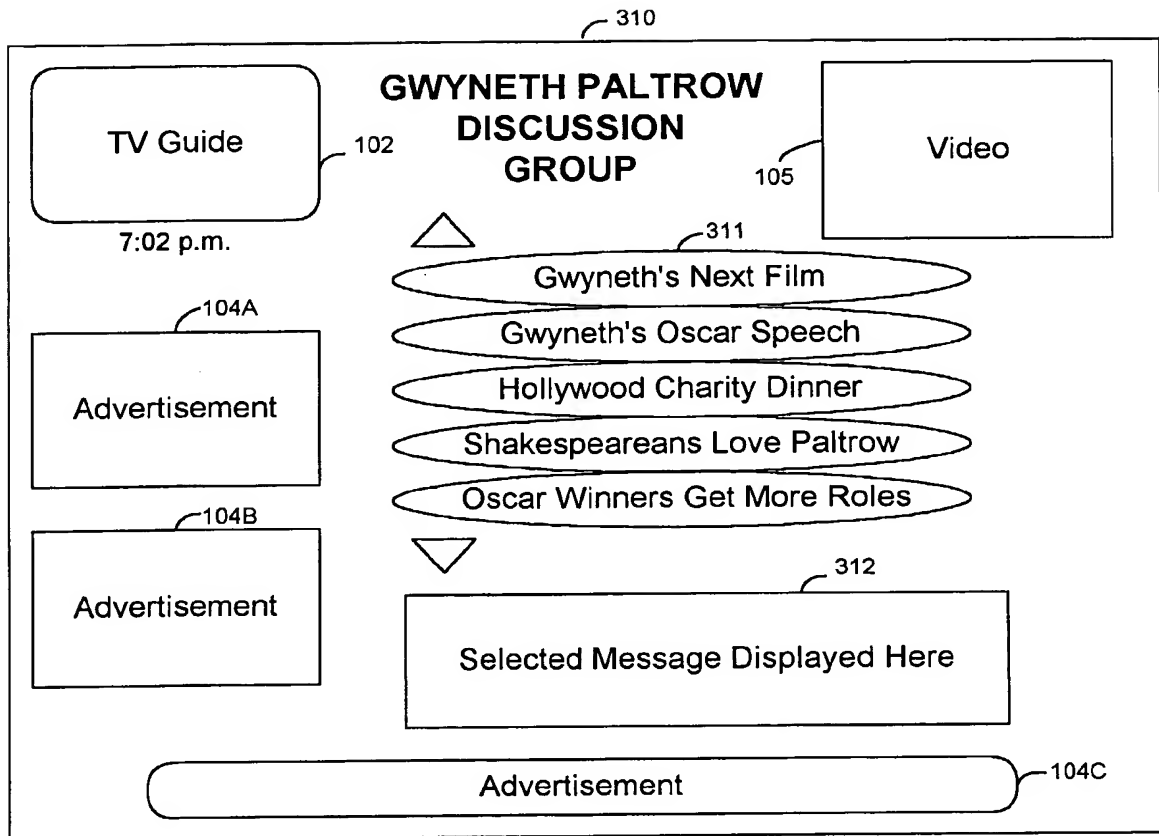 310
GWYNETH PALTROW
DISCUSSION
GROUP
TV Guide
102
Video
105
7:02 p.m.
311
Gwyneth's Next Film
Gwyneth's Oscar Speech
Hollywood Charity Dinner
Shakespeareans Love Paltrow
Oscar Winners Get More Roles
104A
Advertisement
104B
Advertisement
312
Selected Message Displayed Here
Advertisement
104C